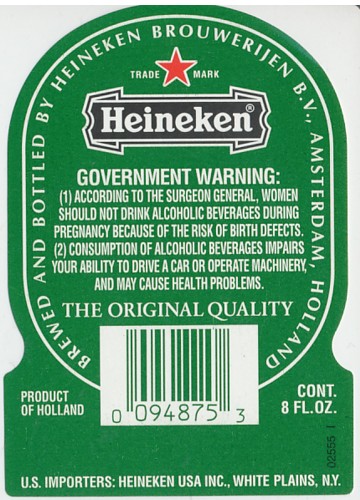 BREWED AND BOTTLED BY HEINEKEN BROUWERIJEN B.V., AMSTERDAM, HOLLAND
TRADE MARK
Heineken®
GOVERNMENT WARNING:
(1) ACCORDING TO THE SURGEON GENERAL, WOMEN
SHOULD NOT DRINK ALCOHOLIC BEVERAGES DURING
PREGNANCY BECAUSE OF THE RISK OF BIRTH DEFECTS.
(2) CONSUMPTION OF ALCOHOLIC BEVERAGES IMPAIRS
YOUR ABILITY TO DRIVE A CAR OR OPERATE MACHINERY,
AND MAY CAUSE HEALTH PROBLEMS.
THE ORIGINAL QUALITY
PRODUCT
OF HOLLAND
0 094875 3
CONT.
8 FL.OZ.
02555 I
U.S. IMPORTERS: HEINEKEN USA INC., WHITE PLAINS, N.Y.